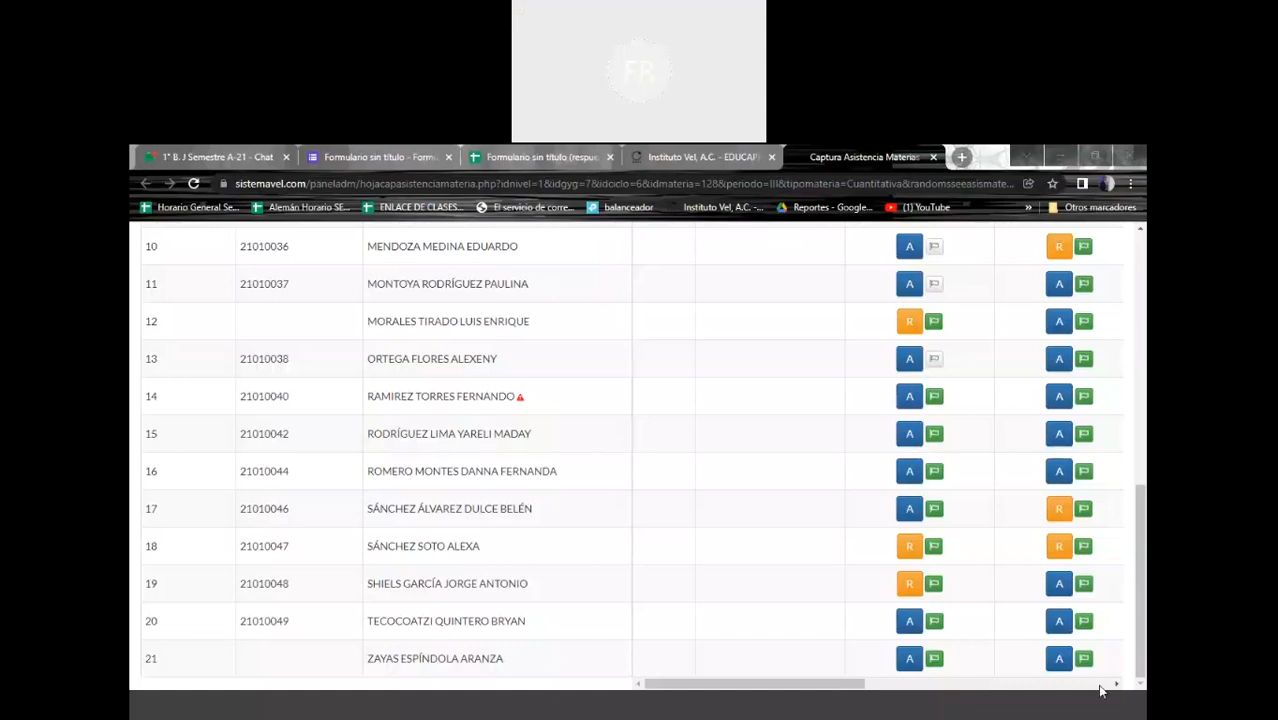 FR
1° B. J Semestre A-21 - Chat
Formulario sin título - Formu
Formulario sin título (respuc
Instituto Vel, A.C. - EDUCAF
Captura Asistencia Materias
sistemavel.com/paneladm/hojacapasistenciamateria.php?idnivel=1&idgyg=7&idciclo=6&idmateria=128&periodo=III&tipomateria=Cuantitativa&randomsseeasismate...
Horario General Se... Alemán Horario SE... ENLACE DE CLASES... El servicio de corre... balanceador Instituto Vel, A.C. -... Reportes - Google... (1) YouTube » Otros marcadores
10 21010036 MENDOZA MEDINA EDUARDO A R
11 21010037 MONTOYA RODRÍGUEZ PAULINA A A
12 MORALES TIRADO LUIS ENRIQUE R A
13 21010038 ORTEGA FLORES ALEXENY A A
14 21010040 RAMIREZ TORRES FERNANDO A A
15 21010042 RODRÍGUEZ LIMA YARELI MADAY A A
16 21010044 ROMERO MONTES DANNA FERNANDA A A
17 21010046 SÁNCHEZ ÁLVAREZ DULCE BELÉN A R
18 21010047 SÁNCHEZ SOTO ALEXA R R
19 21010048 SHIELS GARCÍA JORGE ANTONIO R A
20 21010049 TECOCOATZI QUINTERO BRYAN A A
21 ZAYAS ESPÍNDOLA ARANZA A A